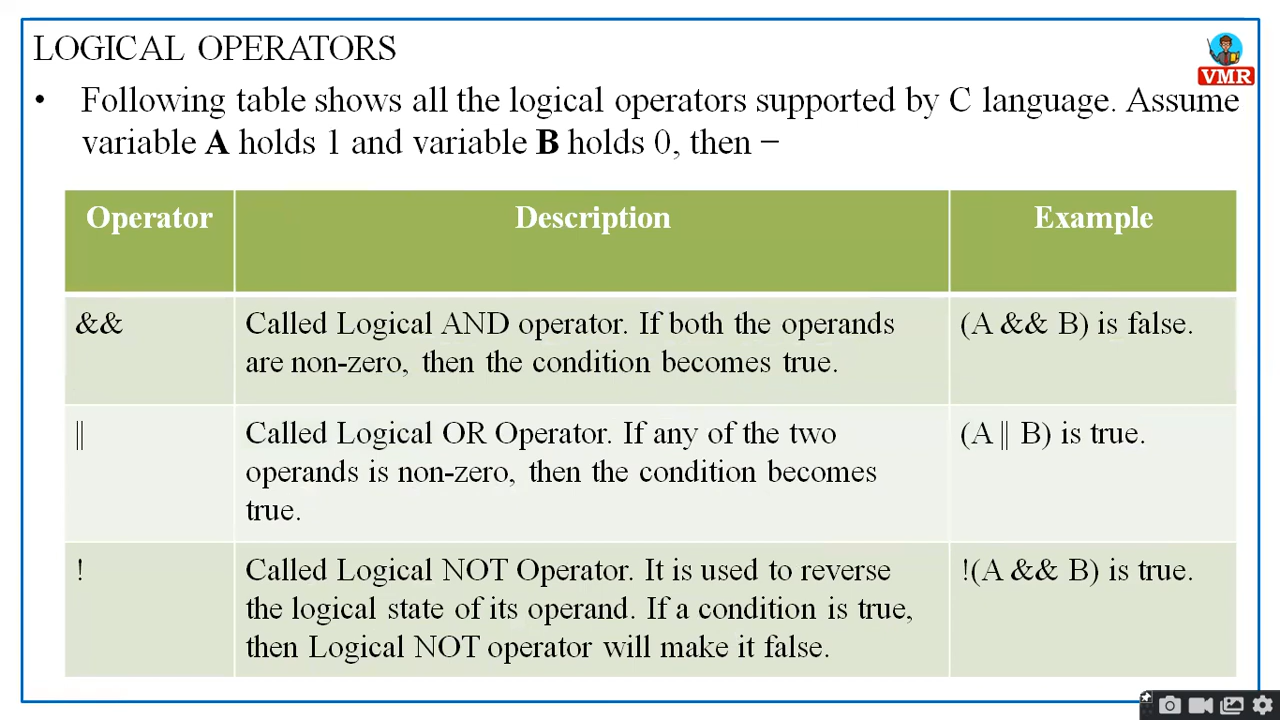 LOGICAL OPERATORS
VMR
• Following table shows all the logical operators supported by C language. Assume
variable A holds 1 and variable B holds 0, then −
Operator Description Example
&& Called Logical AND operator. If both the operands (A && B) is false.
are non-zero, then the condition becomes true.
|| Called Logical OR Operator. If any of the two (A || B) is true.
operands is non-zero, then the condition becomes
true.
! Called Logical NOT Operator. It is used to reverse !(A && B) is true.
the logical state of its operand. If a condition is true,
then Logical NOT operator will make it false.